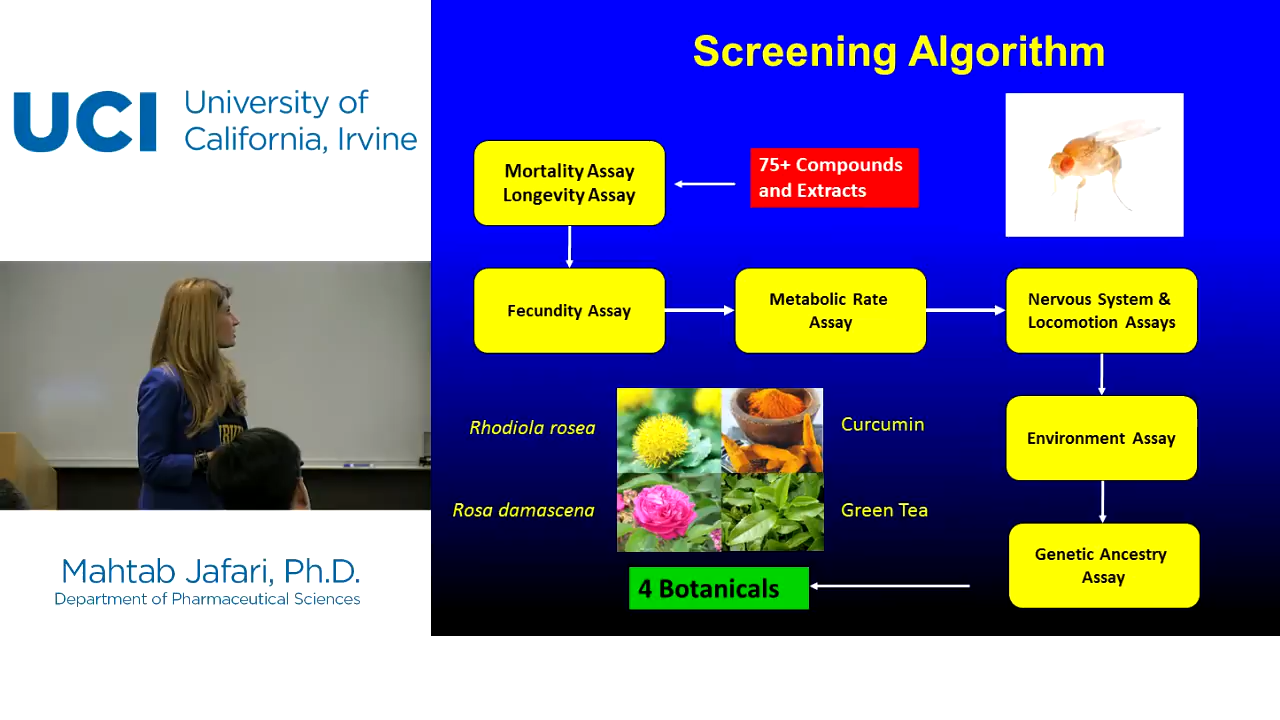 UCI
University of
California, Irvine
Mahtab Jafari, Ph.D.
Department of Pharmaceutical Sciences
Screening Algorithm
75+ Compounds
and Extracts
Mortality Assay
Longevity Assay
Fecundity Assay
Metabolic Rate
Assay
Nervous System &
Locomotion Assays
Environment Assay
Genetic Ancestry
Assay
4 Botanicals
Rhodiola rosea
Curcumin
Rosa damascena
Green Tea